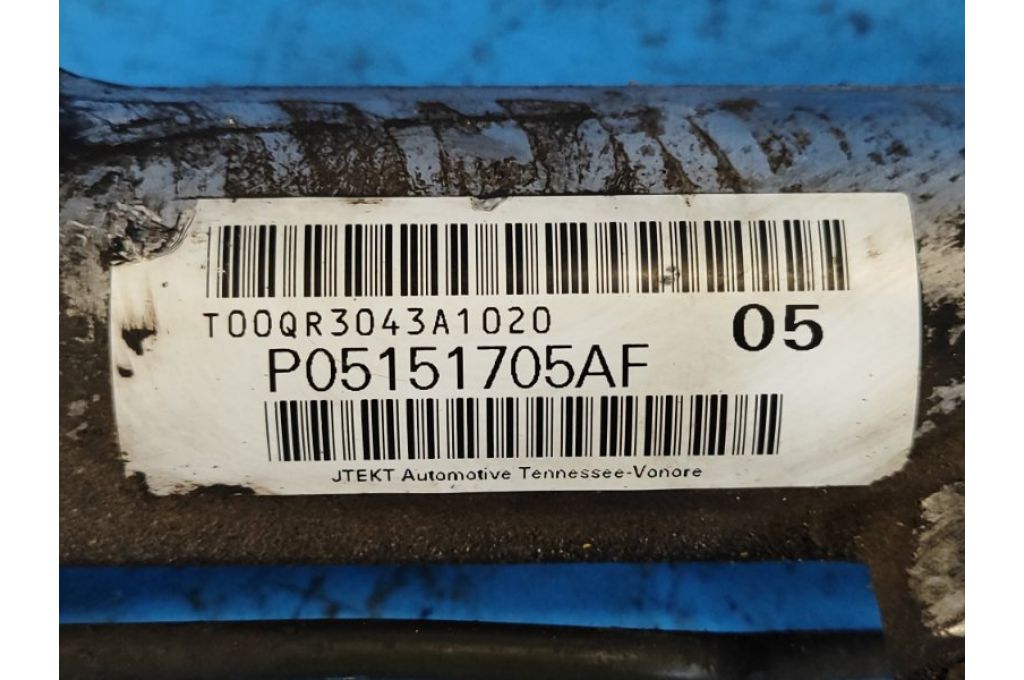 T00QR3043A1020
05
P05151705AF
JTEKT Automotive Tennessee-Vonore